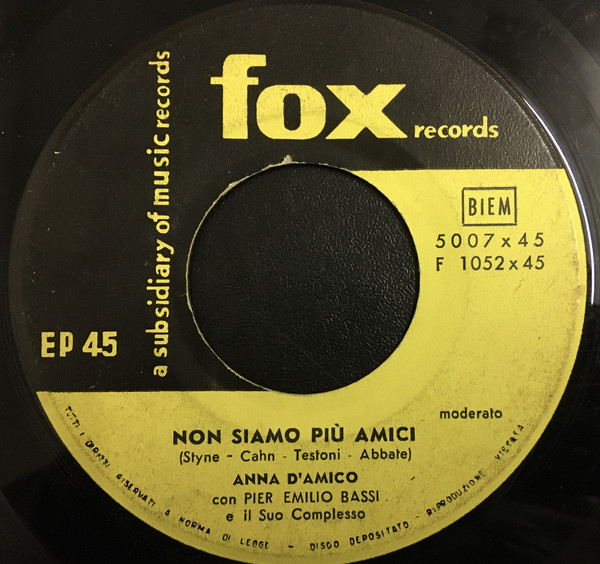 fox records
a subsidiary of music records
BIEM
5007 x 45
F 1052 x 45
EP 45
moderato
NON SIAMO PIÙ AMICI
(Styne - Cahn - Testoni - Abbate)
ANNA D'AMICO
con PIER EMILIO BASSI
e il Suo Complesso
TUTTI I DIRITTI RISERVATI A NORMA DI LEGGE - DISCO DEPOSITATO - RIPRODUZIONE VIETATA